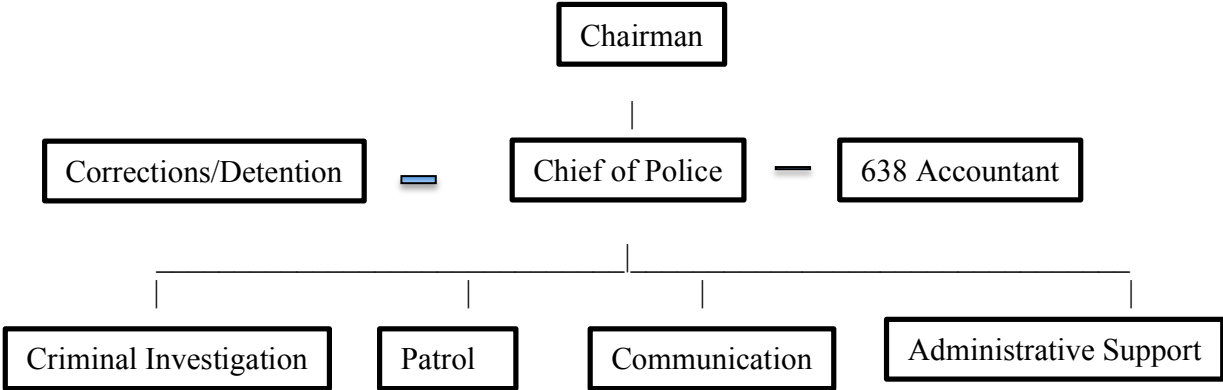 Chairman
Corrections/Detention
Chief of Police
638 Accountant
Criminal Investigation
Patrol
Communication
Administrative Support